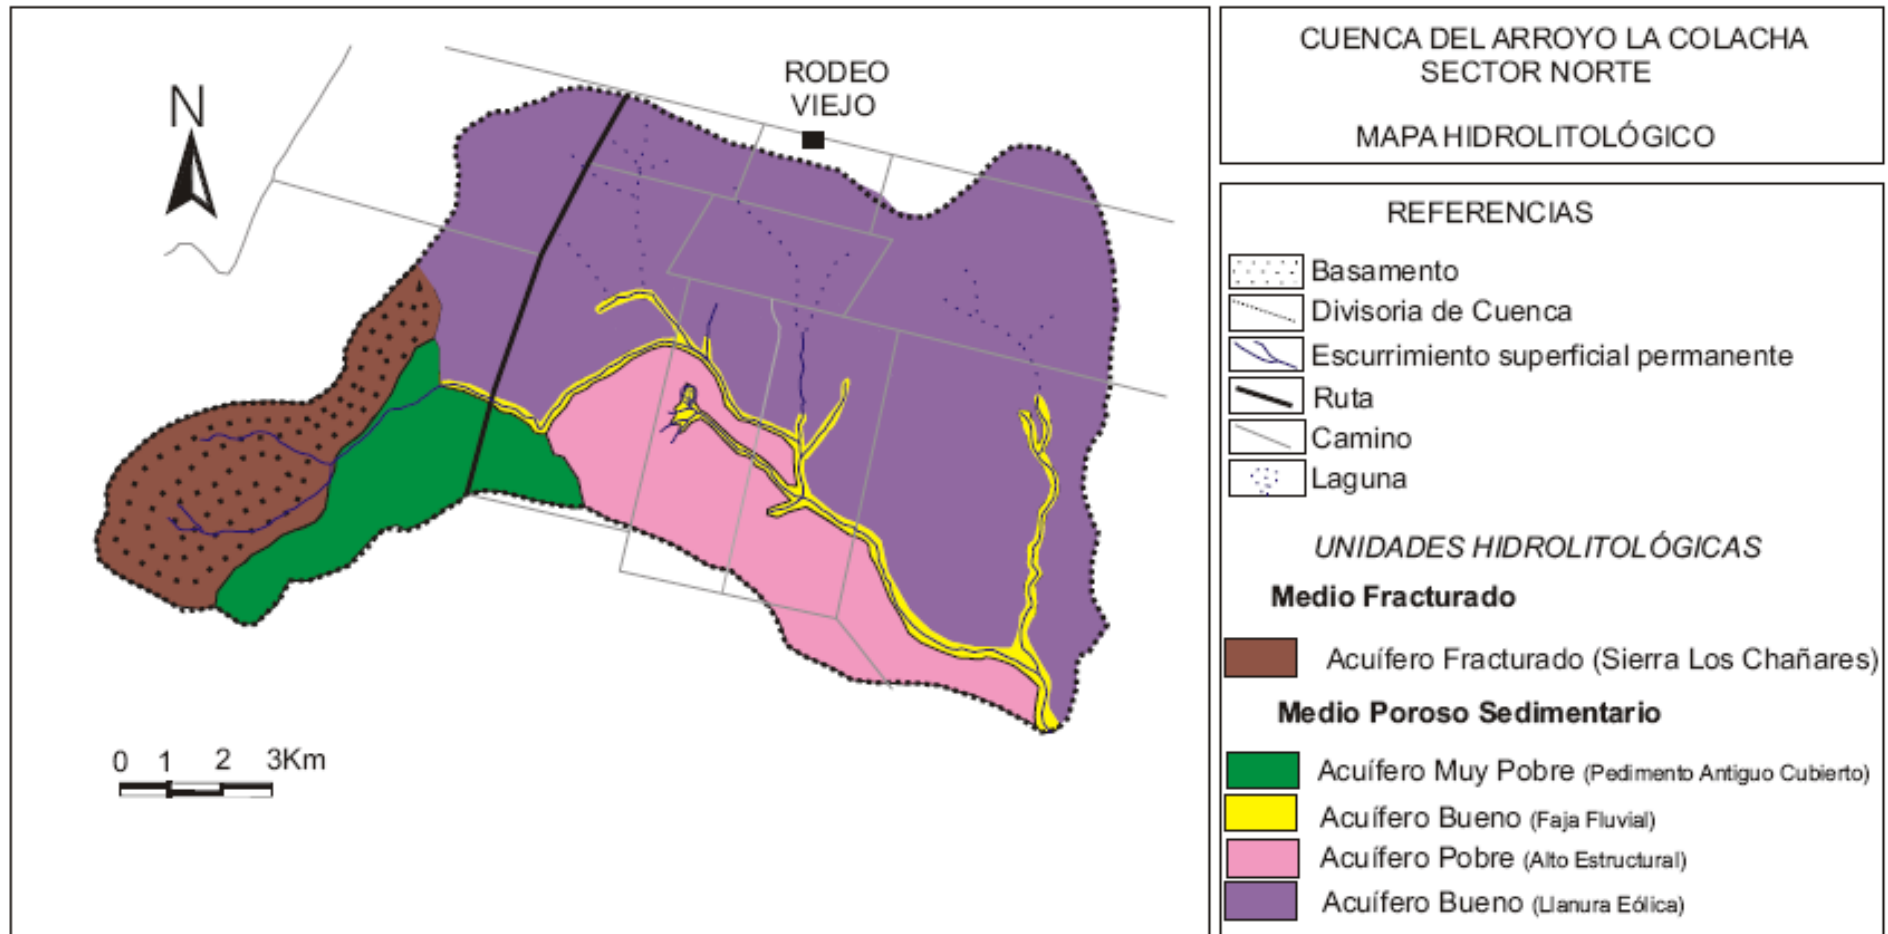 N
RODEO
VIEJO
0 1 2 3Km
CUENCA DEL ARROYO LA COLACHA
SECTOR NORTE
MAPA HIDROLITOLÓGICO
REFERENCIAS
Basamento
Divisoria de Cuenca
Escurrimiento superficial permanente
Ruta
Camino
Laguna
UNIDADES HIDROLITOLÓGICAS
Medio Fracturado
Acuífero Fracturado (Sierra Los Chañares)
Medio Poroso Sedimentario
Acuífero Muy Pobre (Pedimento Antiguo Cubierto)
Acuífero Bueno (Faja Fluvial)
Acuífero Pobre (Alto Estructural)
Acuífero Bueno (Llanura Eólica)